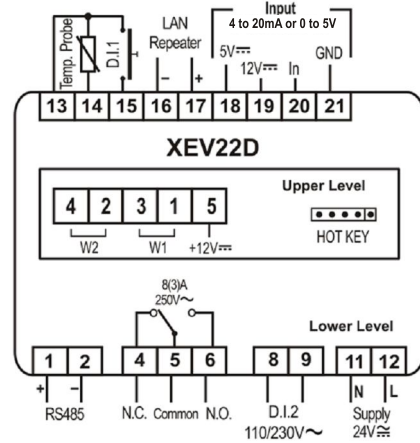 Input
4 to 20mA or 0 to 5V
LAN
Repeater
Temp. Probe
D.I.1
5V
12V
In
GND
–
+
13 14 15 16 17 18 19 20 21
XEV22D
Upper Level
4 2 3 1 5
W2 W1 +12V
HOT KEY
8(3)A
250V~
Lower Level
1 2 4 5 6 8 9 11 12
+ –
N L
RS485
N.C. Common N.O.
D.I.2
110/230V~
Supply
24V≂